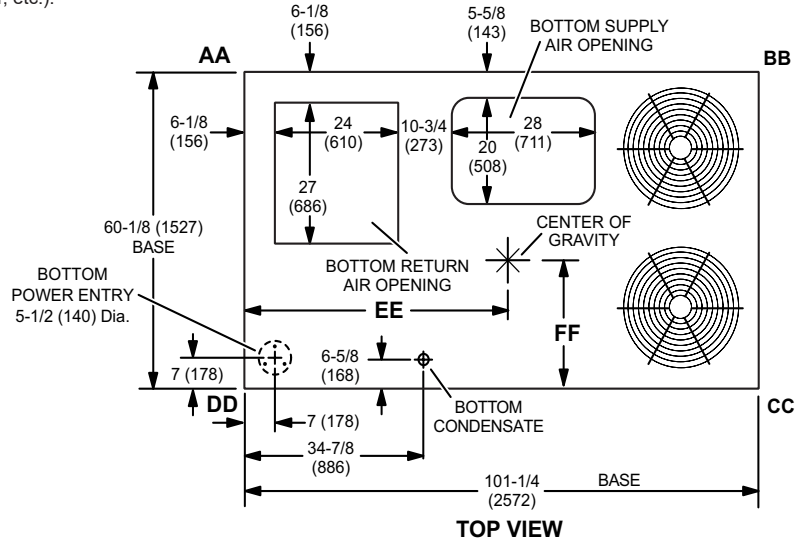 r, etc.).
6-1/8
(156)
5-5/8
(143)
BOTTOM SUPPLY
AIR OPENING
AA
BB
6-1/8
(156)
24
(610)
10-3/4
(273)
28
(711)
20
(508)
27
(686)
60-1/8 (1527)
BASE
CENTER OF
GRAVITY
BOTTOM RETURN
AIR OPENING
BOTTOM
POWER ENTRY
5-1/2 (140) Dia.
EE
FF
7 (178)
6-5/8
(168)
DD
7 (178)
BOTTOM
CONDENSATE
CC
34-7/8
(886)
101-1/4
(2572)
BASE
TOP VIEW